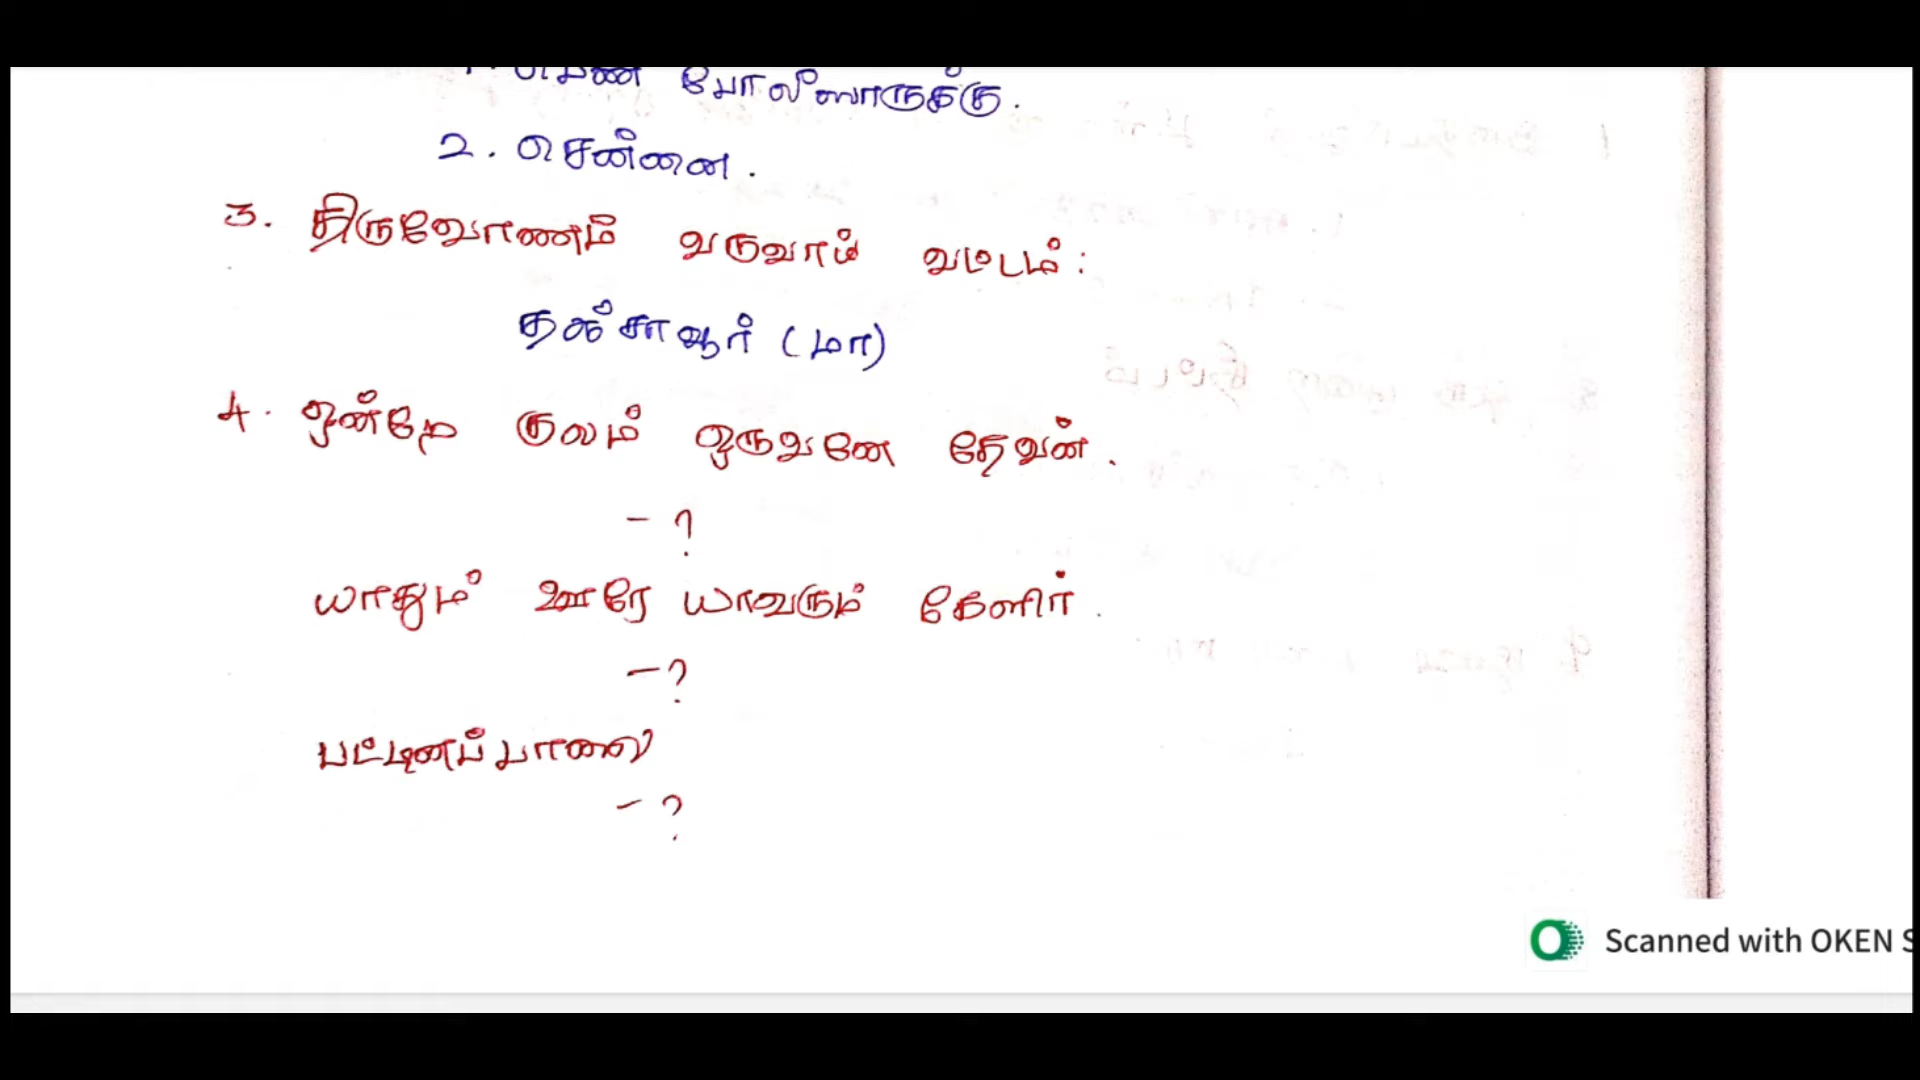 பெண் போலீஸாருக்கு.
2. சென்னை.
3. திருவோணம் வருவாய் வட்டம்:
தஞ்சாவூர் (மா)
4. ஒன்றே குலம் ஒருவனே தேவன்.
- ?
யாதும் ஊரே யாவரும் கேளிர்.
- ?
பட்டினப்பாலை
- ?
Scanned with OKEN S